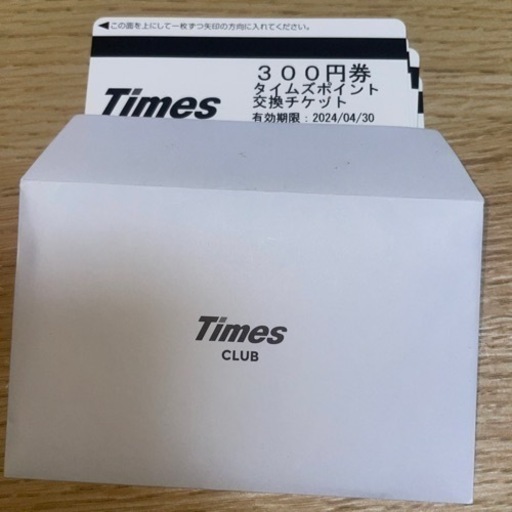 ◀この面を上にして一枚ずつ矢印の方向に入れてください。
300円券
タイムズポイント
Times
交換チケット
有効期限：2024/04/30
Times
CLUB